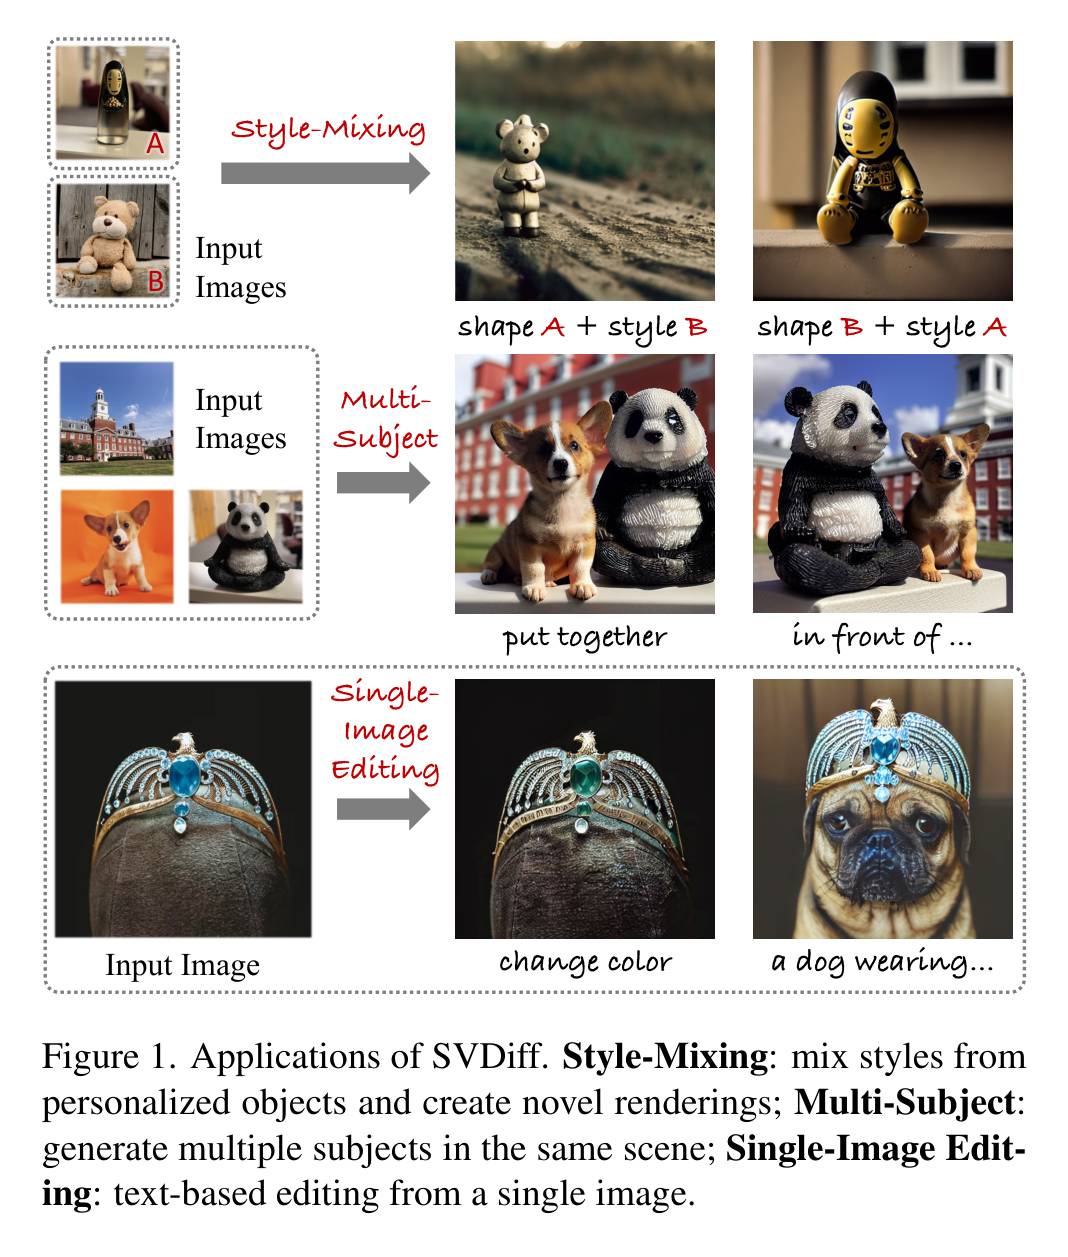 A
Style-Mixing
B
Input
Images
shape A + style B
shape B + style A
Input
Images
Multi-
Subject
put together
in front of ...
Single-
Image
Editing
Input Image
change color
a dog wearing...
Figure 1. Applications of SVDiff. Style-Mixing: mix styles from
personalized objects and create novel renderings; Multi-Subject:
generate multiple subjects in the same scene; Single-Image Edit-
ing: text-based editing from a single image.